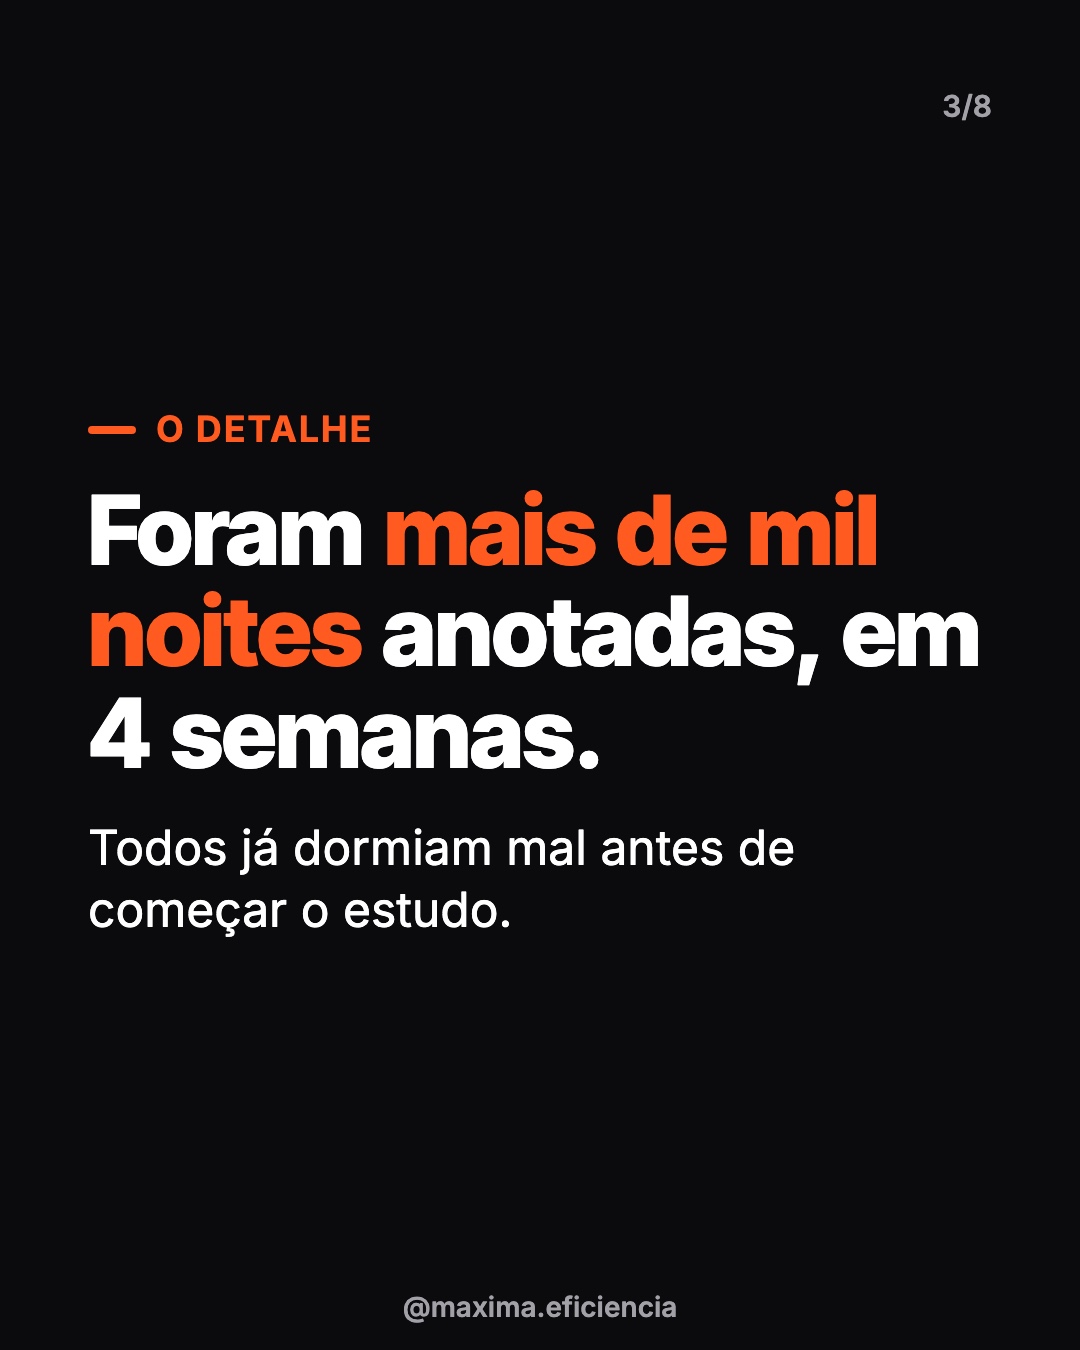 3/8
O DETALHE
Foram mais de mil
noites anotadas, em
4 semanas.
Todos já dormiam mal antes de
começar o estudo.
@maxima.eficiencia